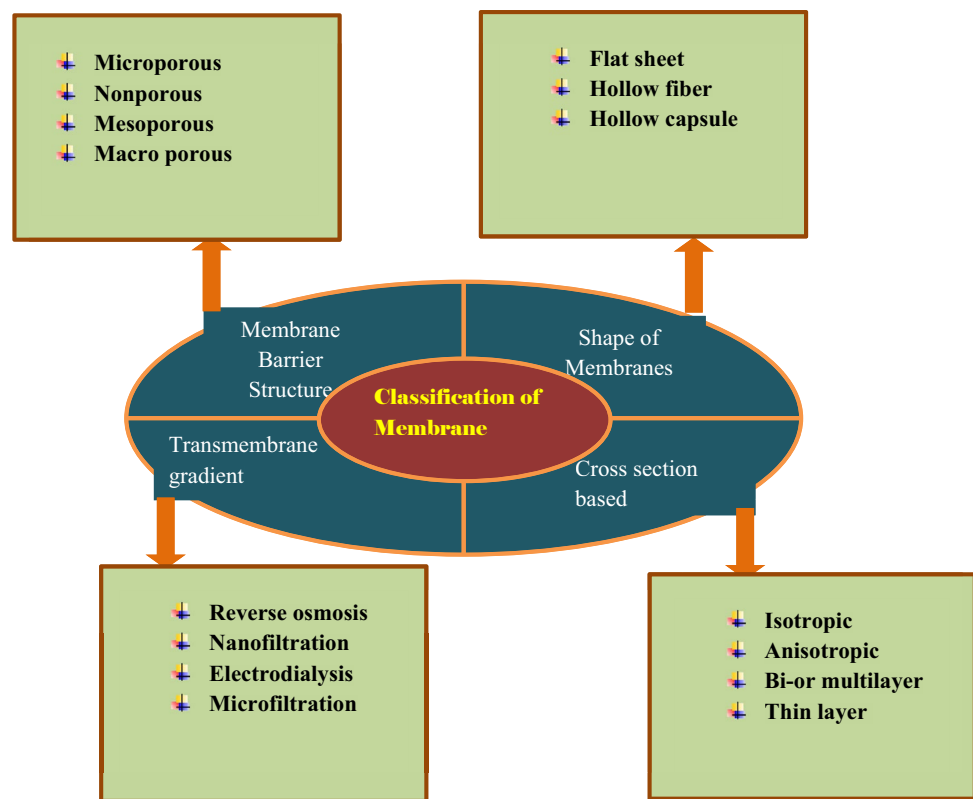 Microporous
Nonporous
Mesoporous
Macro porous
Flat sheet
Hollow fiber
Hollow capsule
Membrane
Barrier
Structure
Shape of
Membranes
Classification of
Membrane
Transmembrane
gradient
Cross section
based
Reverse osmosis
Nanofiltration
Electrodialysis
Microfiltration
Isotropic
Anisotropic
Bi-or multilayer
Thin layer